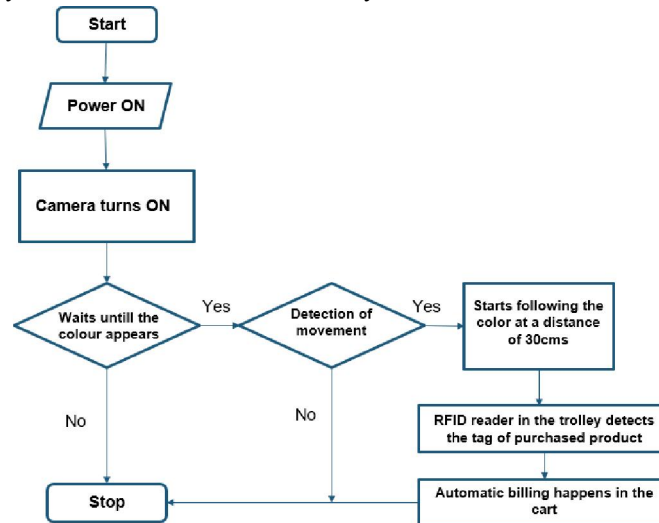 Start
Power ON
Camera turns ON
Waits untill the
colour appears
Yes
Detection of
movement
Yes
Starts following the
color at a distance
of 30cms
No
No
RFID reader in the trolley detects
the tag of purchased product
Stop
Automatic billing happens in the
cart